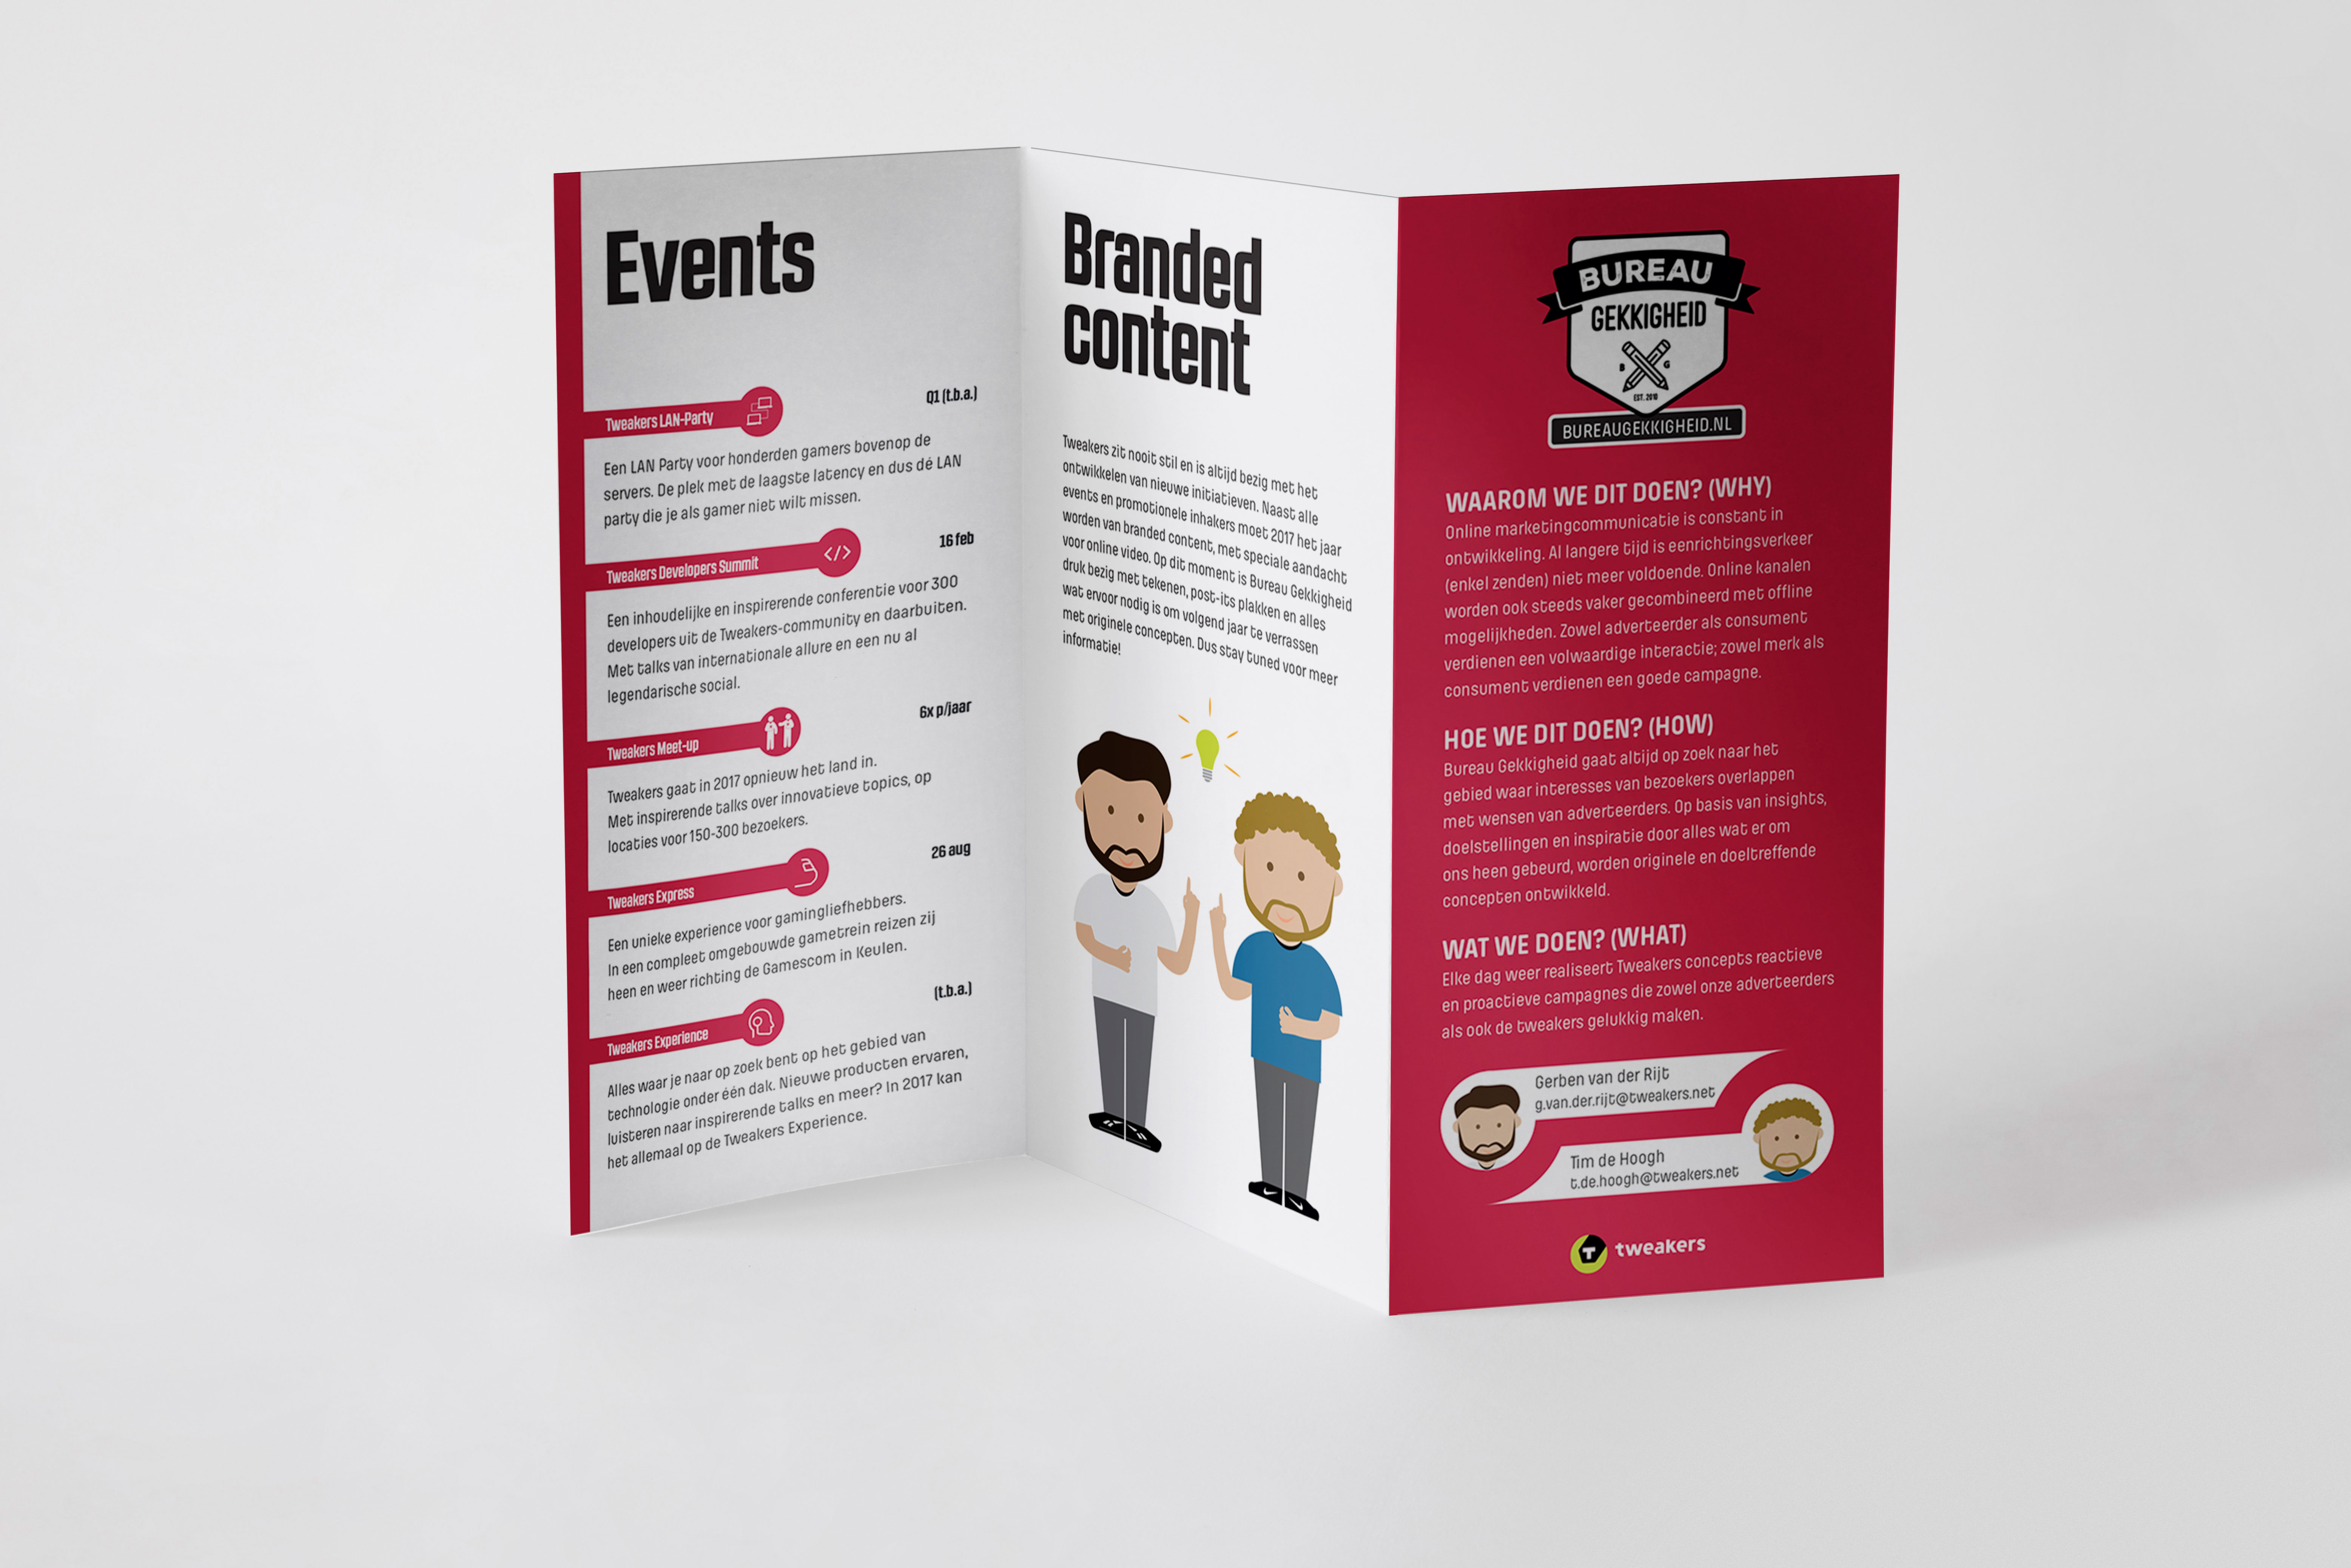 Events
Tweakers LAN-Party
Q1 (t.b.a.)
Een LAN Party voor honderden gamers bovenop de
servers. De plek met de laagste latency en dus dé LAN
party die je als gamer niet wilt missen.
Tweakers Developers Summit
16 feb
Een inhoudelijke en inspirerende conferentie voor 300
developers uit de Tweakers-community en daarbuiten.
Met talks van internationale allure en een nu al
legendarische social.
Tweakers Meet-up
6x p/jaar
Tweakers gaat in 2017 opnieuw het land in.
Met inspirerende talks over innovatieve topics, op
locaties voor 150-300 bezoekers.
Tweakers Express
26 aug
Een unieke experience voor gamingliefhebbers.
In een compleet omgebouwde gametrein reizen zij
heen en weer richting de Gamescom in Keulen.
Tweakers Experience
(t.b.a.)
Alles waar je naar op zoek bent op het gebied van
technologie onder één dak. Nieuwe producten ervaren,
luisteren naar inspirerende talks en meer? In 2017 kan
het allemaal op de Tweakers Experience.
Branded
content
Tweakers zit nooit stil en is altijd bezig met het
ontwikkelen van nieuwe initiatieven. Naast alle
events en promotionele inhakers moet 2017 het jaar
worden van branded content, met speciale aandacht
voor online video. Op dit moment is Bureau Gekkigheid
druk bezig met tekenen, post-its plakken en alles
wat ervoor nodig is om volgend jaar te verrassen
met originele concepten. Dus stay tuned voor meer
informatie!
BUREAU
GEKKIGHEID
B G
EST. 2010
BUREAUGEKKIGHEID.NL
WAAROM WE DIT DOEN? (WHY)
Online marketingcommunicatie is constant in
ontwikkeling. Al langere tijd is eenrichtingsverkeer
(enkel zenden) niet meer voldoende. Online kanalen
worden ook steeds vaker gecombineerd met offline
mogelijkheden. Zowel adverteerder als consument
verdienen een volwaardige interactie; zowel merk als
consument verdienen een goede campagne.
HOE WE DIT DOEN? (HOW)
Bureau Gekkigheid gaat altijd op zoek naar het
gebied waar interesses van bezoekers overlappen
met wensen van adverteerders. Op basis van insights,
doelstellingen en inspiratie door alles wat er om
ons heen gebeurd, worden originele en doeltreffende
concepten ontwikkeld.
WAT WE DOEN? (WHAT)
Elke dag weer realiseert Tweakers concepts reactieve
en proactieve campagnes die zowel onze adverteerders
als ook de tweakers gelukkig maken.
Gerben van der Rijt
g.van.der.rijt@tweakers.net
Tim de Hoogh
t.de.hoogh@tweakers.net
T tweakers